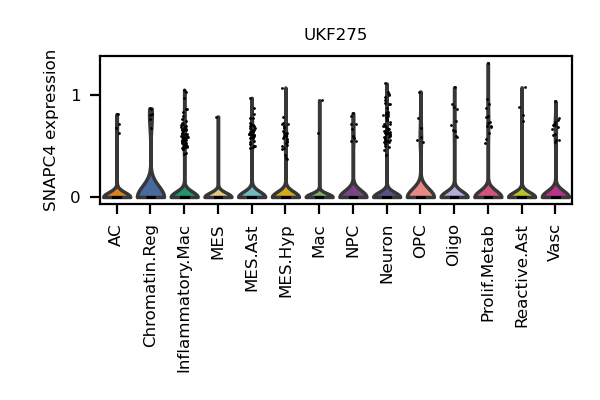 UKF275
SNAPC4 expression
1
0
AC
Chromatin.Reg
Inflammatory.Mac
MES
MES.Ast
MES.Hyp
Mac
NPC
Neuron
OPC
Oligo
Prolif.Metab
Reactive.Ast
Vasc